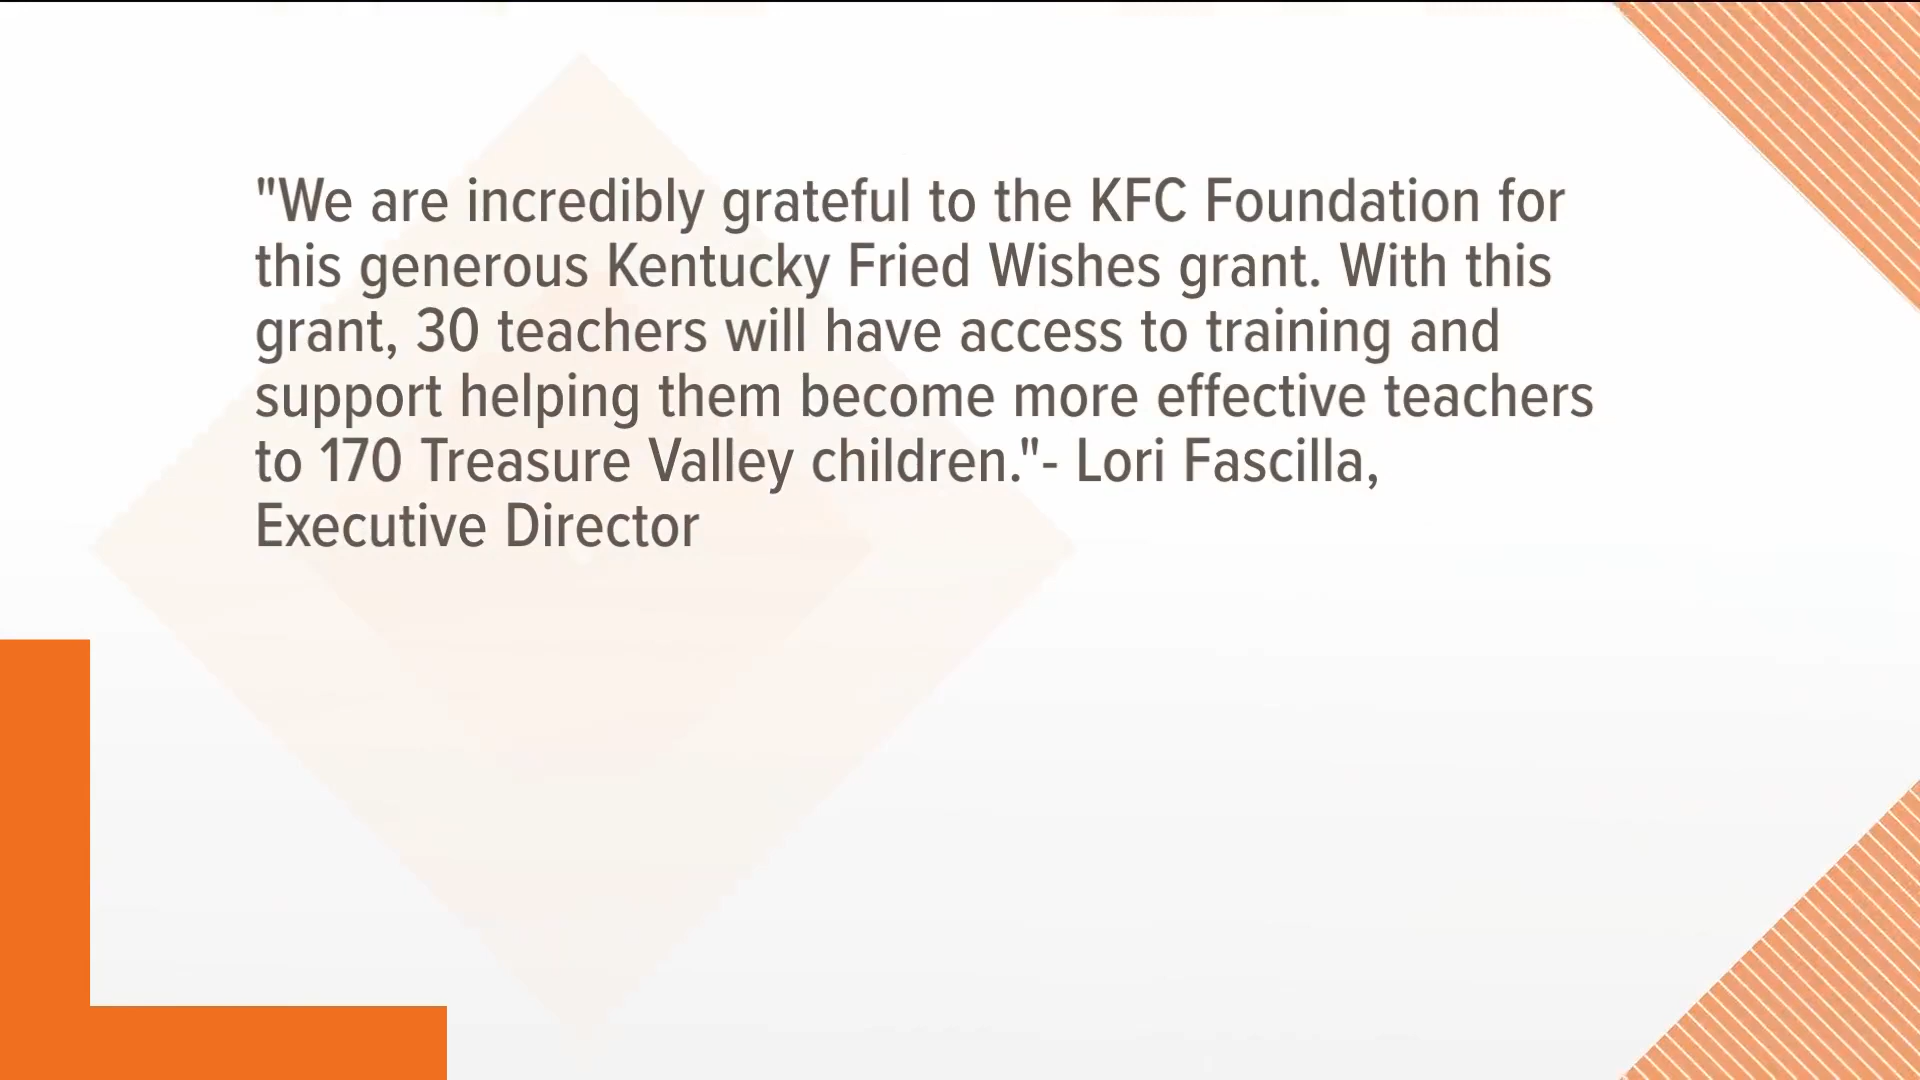 "We are incredibly grateful to the KFC Foundation for
this generous Kentucky Fried Wishes grant. With this
grant, 30 teachers will have access to training and
support helping them become more effective teachers
to 170 Treasure Valley children."- Lori Fascilla,
Executive Director